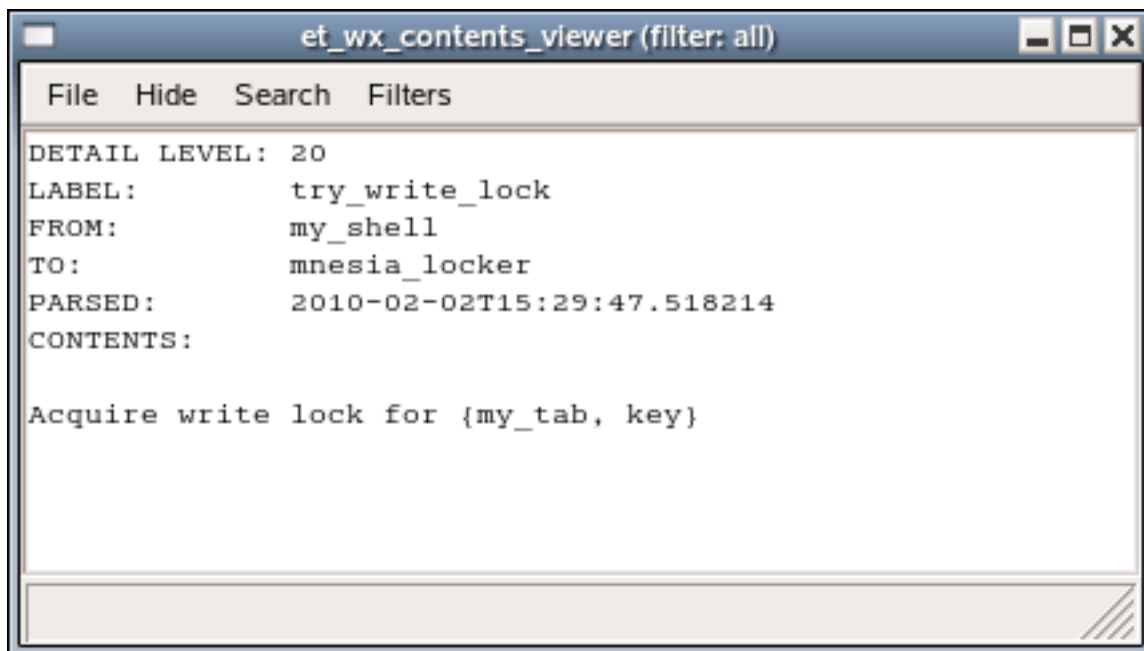 et_wx_contents_viewer (filter: all)
File Hide Search Filters
DETAIL LEVEL: 20
LABEL: try_write_lock
FROM: my_shell
TO: mnesia_locker
PARSED: 2010-02-02T15:29:47.518214
CONTENTS:
Acquire write lock for {my_tab, key}